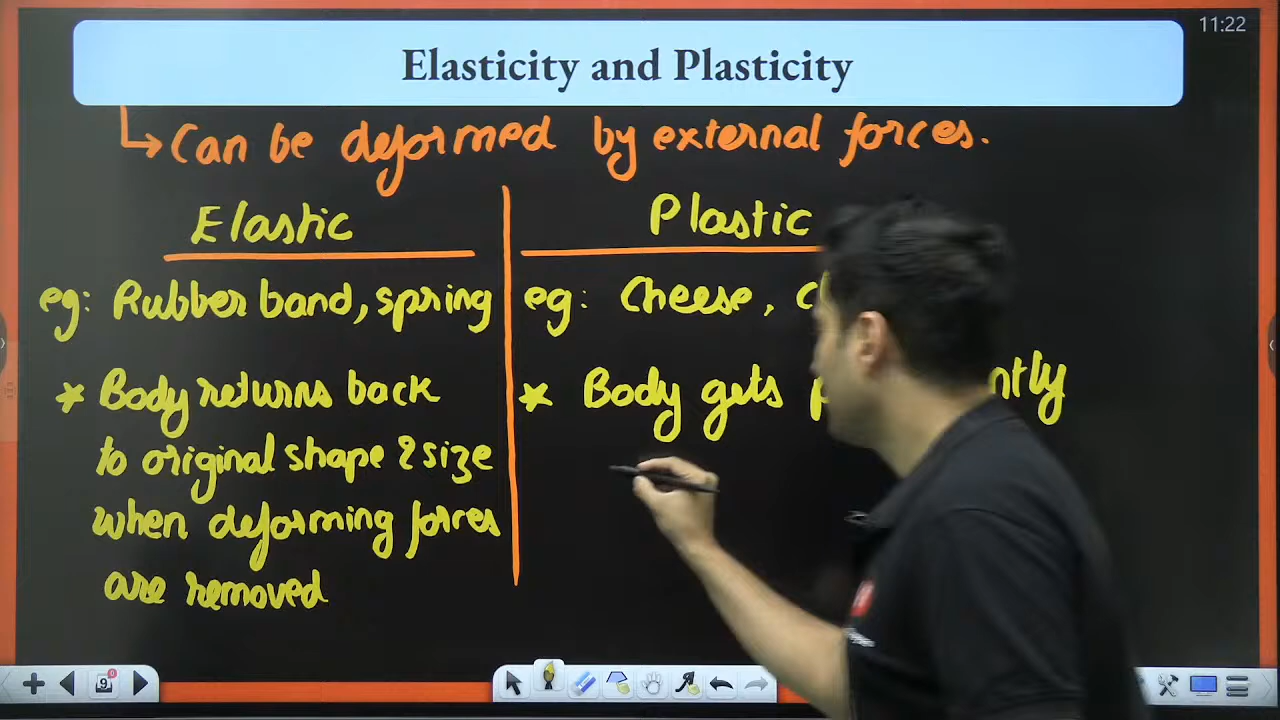 11:22
Elasticity and Plasticity
↳ Can be deformed by external forces.
Elastic
eg: Rubber band, spring
* Body returns back
to original shape & size
when deforming forces
are removed
Plastic
eg: Cheese,
* Body gets
9